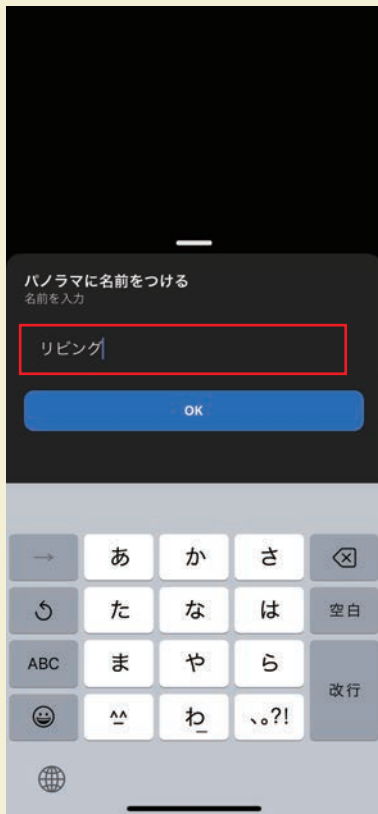 パノラマに名前をつける
名前を入力
リビング
OK
→ あ か さ
た な は 空白
ABC ま や ら 改行
^^ わ_ 、。?!